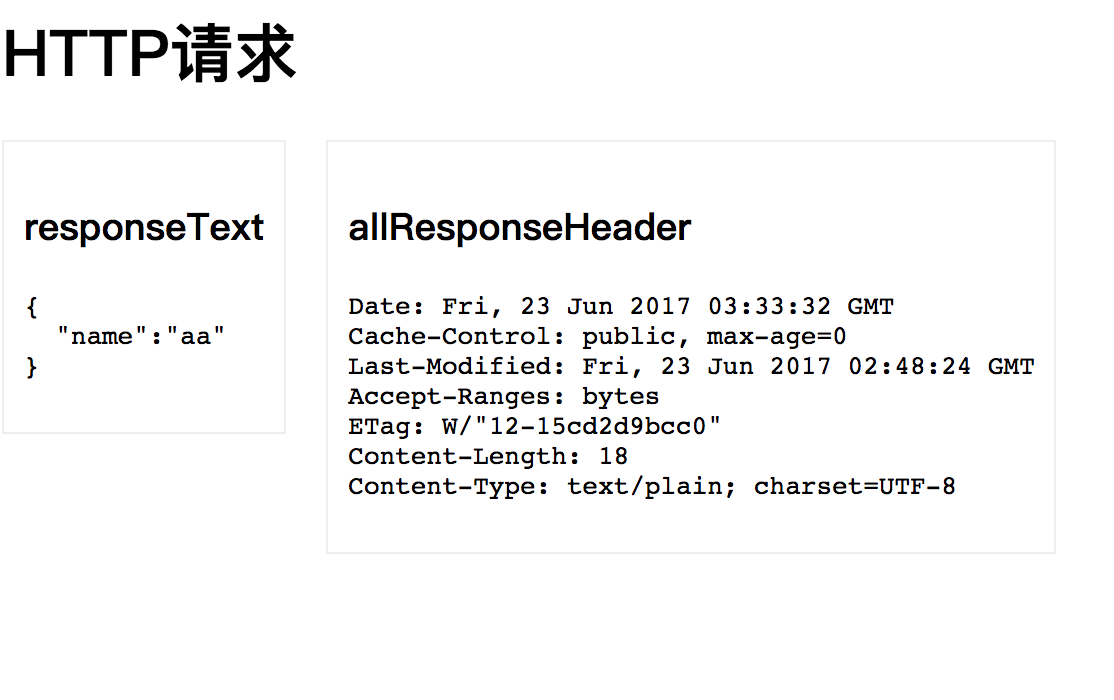 HTTP请求
responseText
{
  "name":"aa"
}
allResponseHeader
Date: Fri, 23 Jun 2017 03:33:32 GMT
Cache-Control: public, max-age=0
Last-Modified: Fri, 23 Jun 2017 02:48:24 GMT
Accept-Ranges: bytes
ETag: W/"12-15cd2d9bcc0"
Content-Length: 18
Content-Type: text/plain; charset=UTF-8